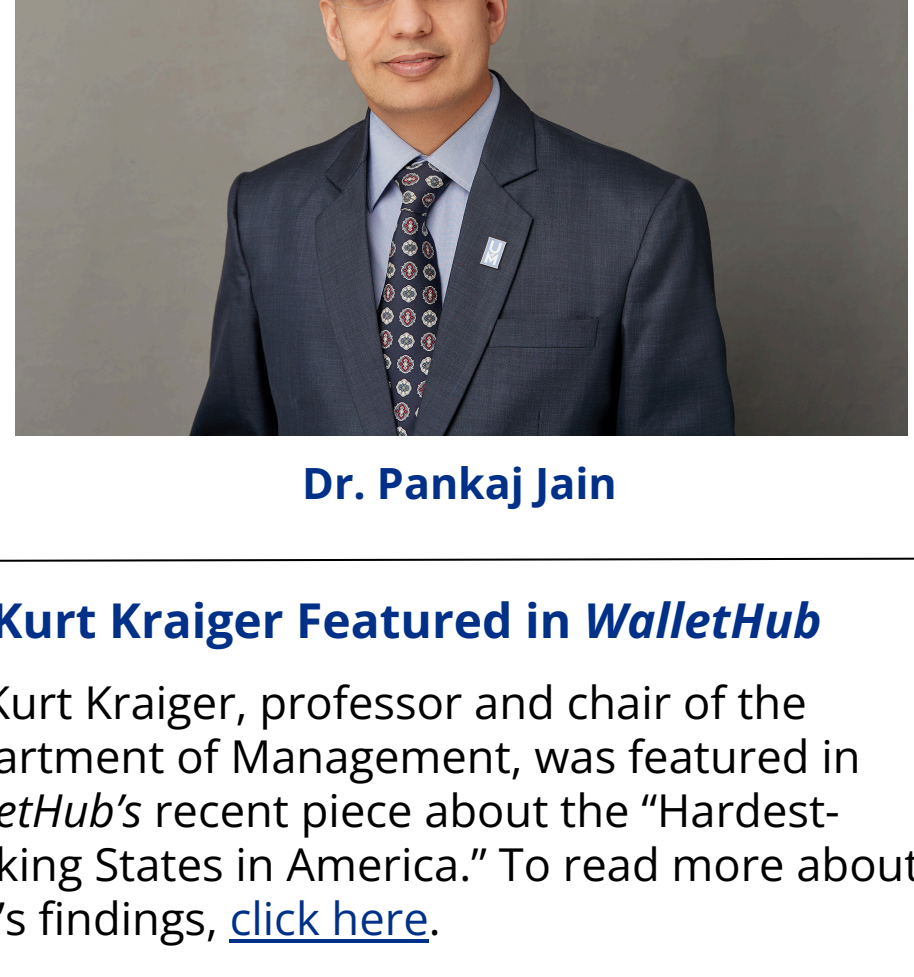 Dr. Pankaj Jain
Kurt Kraiger Featured in WalletHub
Kurt Kraiger, professor and chair of the
artment of Management, was featured in
etHub’s recent piece about the “Hardest-
king States in America.” To read more about
’s findings, click here.